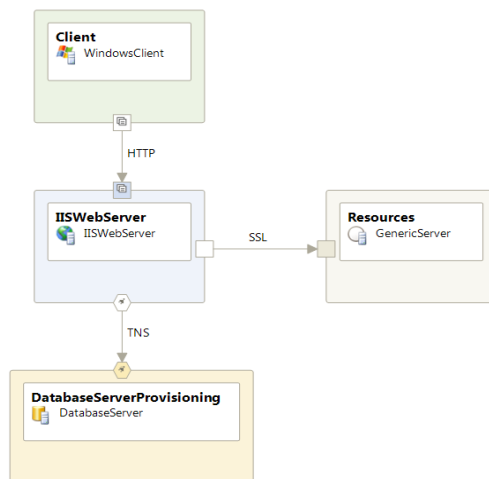 Client
WindowsClient
HTTP
IISWebServer
IISWebServer
SSL
Resources
GenericServer
TNS
DatabaseServerProvisioning
DatabaseServer